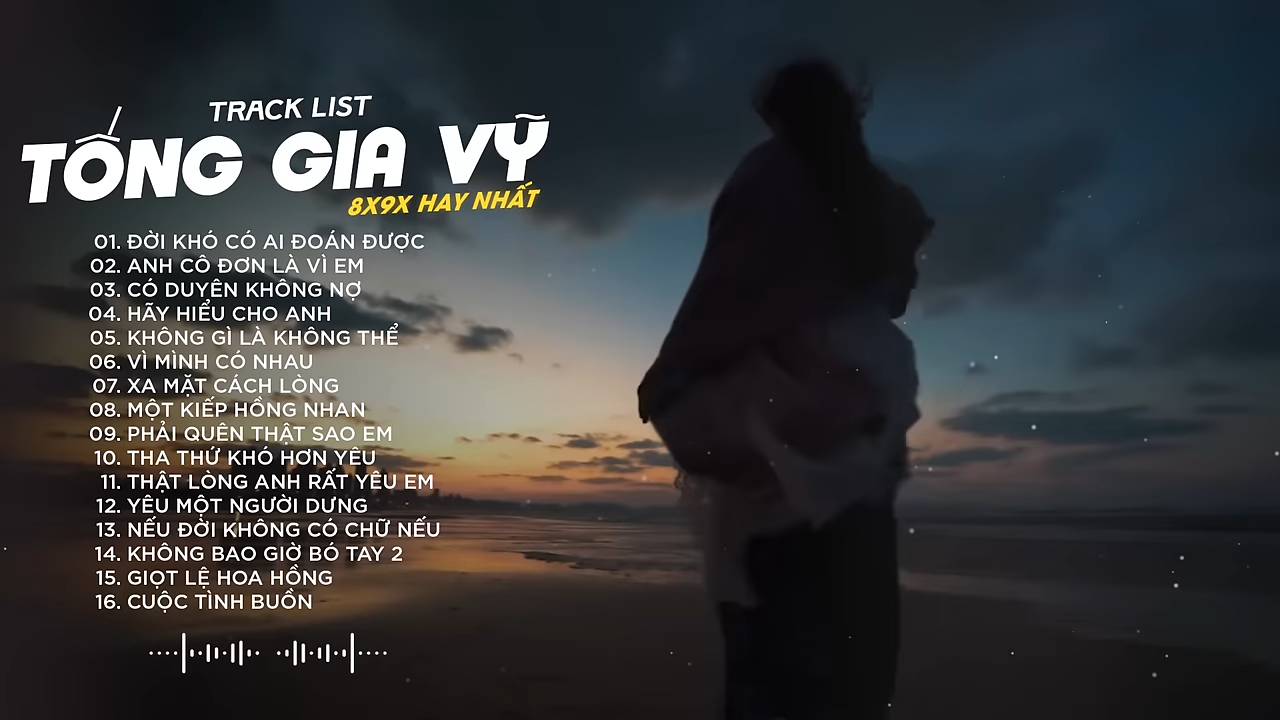 TRACK LIST
TỐNG GIA VỸ
8X9X HAY NHẤT
01. ĐỜI KHÓ CÓ AI ĐOÁN ĐƯỢC
02. ANH CÔ ĐƠN LÀ VÌ EM
03. CÓ DUYÊN KHÔNG NỢ
04. HÃY HIỂU CHO ANH
05. KHÔNG GÌ LÀ KHÔNG THỂ
06. VÌ MÌNH CÓ NHAU
07. XA MẶT CÁCH LÒNG
08. MỘT KIẾP HỒNG NHAN
09. PHẢI QUÊN THẬT SAO EM
10. THA THỨ KHÓ HƠN YÊU
11. THẬT LÒNG ANH RẤT YÊU EM
12. YÊU MỘT NGƯỜI DƯNG
13. NẾU ĐỜI KHÔNG CÓ CHỮ NẾU
14. KHÔNG BAO GIỜ BÓ TAY 2
15. GIỌT LỆ HOA HỒNG
16. CUỘC TÌNH BUỒN